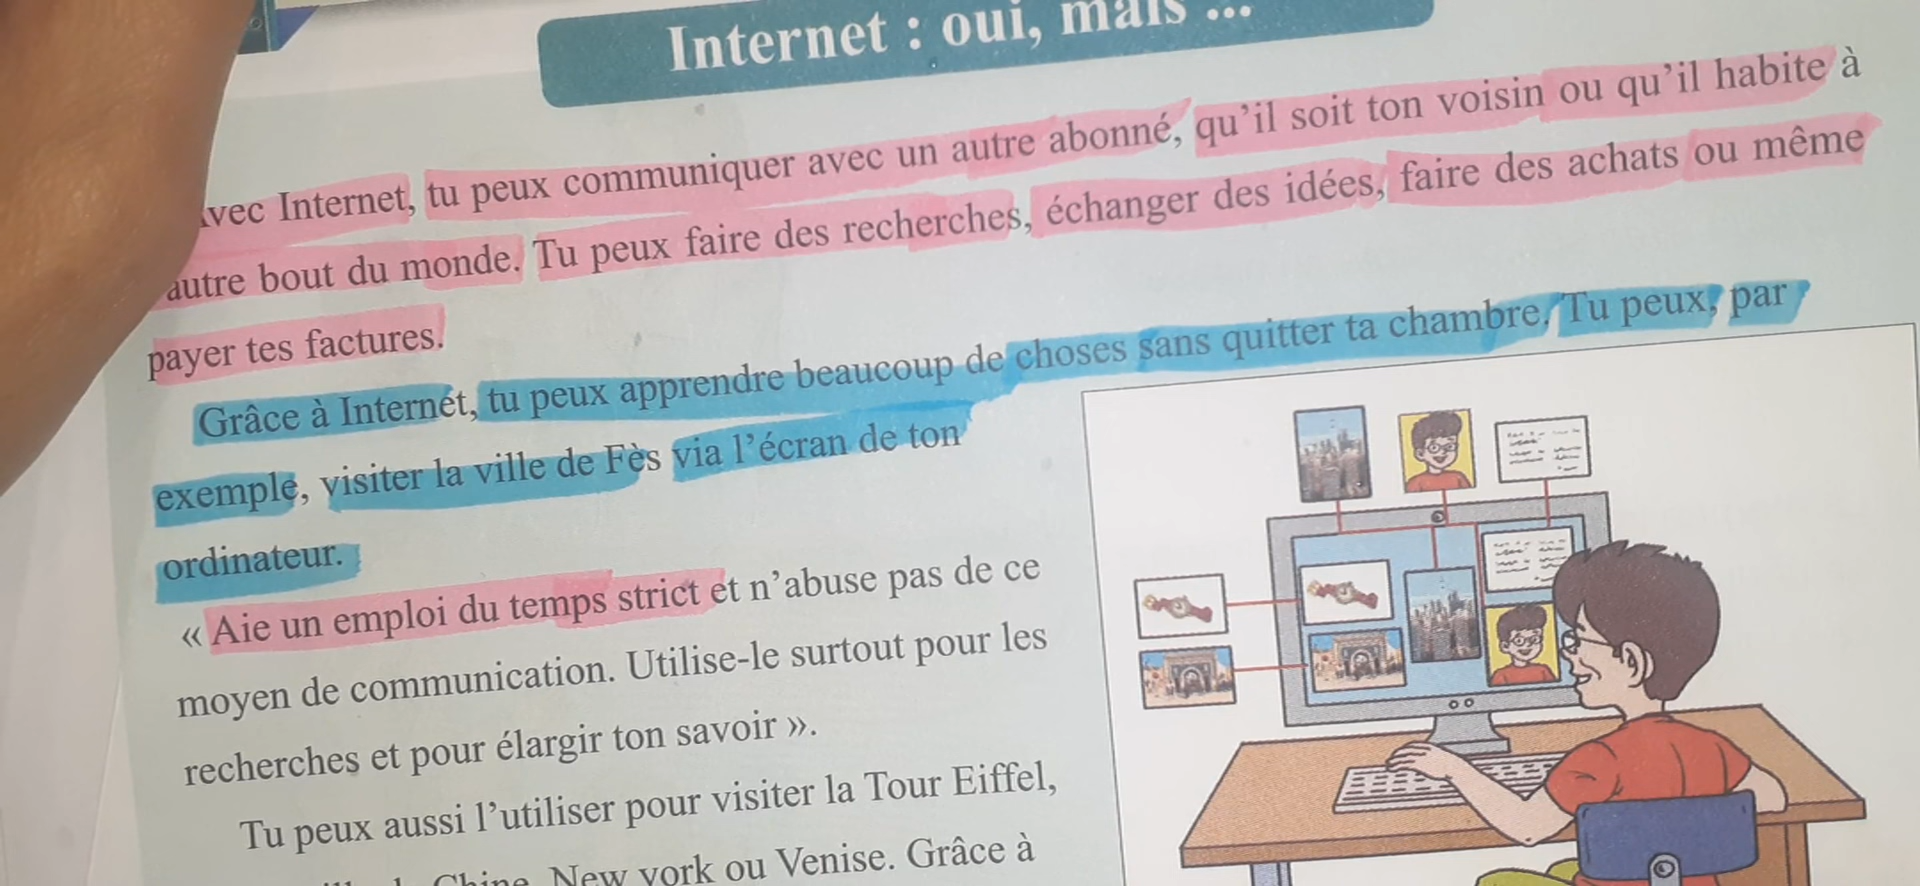 Internet : oui, mais ...
vec Internet, tu peux communiquer avec un autre abonné, qu'il soit ton voisin ou qu'il habite à
autre bout du monde. Tu peux faire des recherches, échanger des idées, faire des achats ou même
payer tes factures.
Grâce à Internet, tu peux apprendre beaucoup de choses sans quitter ta chambre. Tu peux, par
exemple, visiter la ville de Fès via l'écran de ton
ordinateur.
« Aie un emploi du temps strict et n'abuse pas de ce
moyen de communication. Utilise-le surtout pour les
recherches et pour élargir ton savoir ».
Tu peux aussi l'utiliser pour visiter la Tour Eiffel,
Chine, New york ou Venise. Grâce à